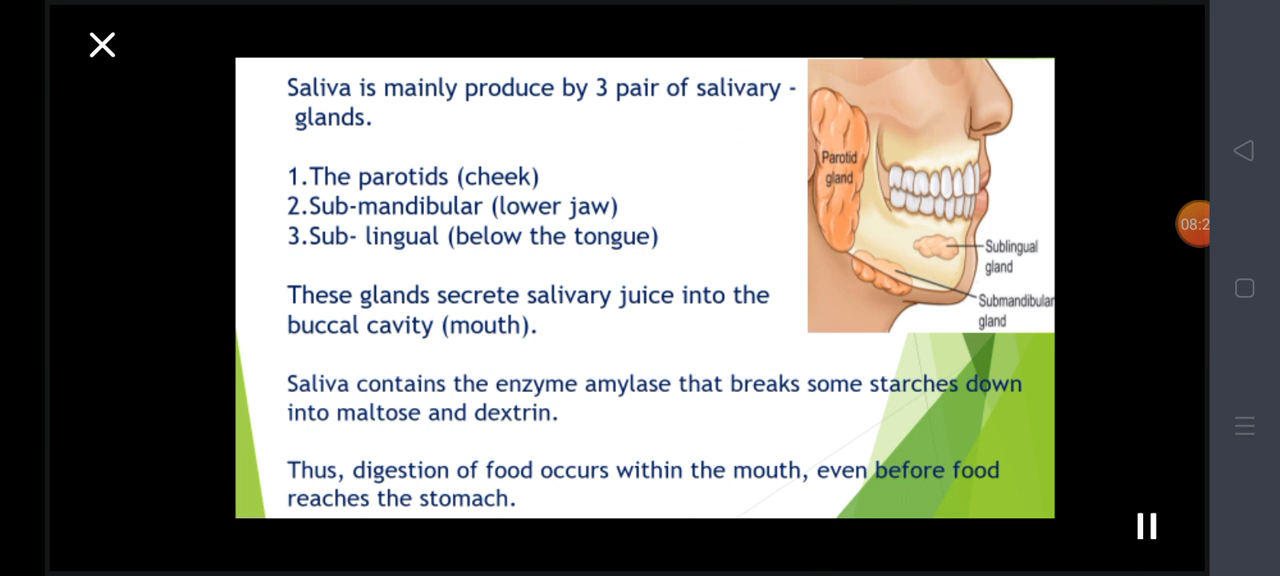 Saliva is mainly produce by 3 pair of salivary -
glands.
1.The parotids (cheek)
2.Sub-mandibular (lower jaw)
3.Sub- lingual (below the tongue)
These glands secrete salivary juice into the
buccal cavity (mouth).
Saliva contains the enzyme amylase that breaks some starches down
into maltose and dextrin.
Thus, digestion of food occurs within the mouth, even before food
reaches the stomach.
Parotid
gland
Sublingual
gland
Submandibular
gland
08:2